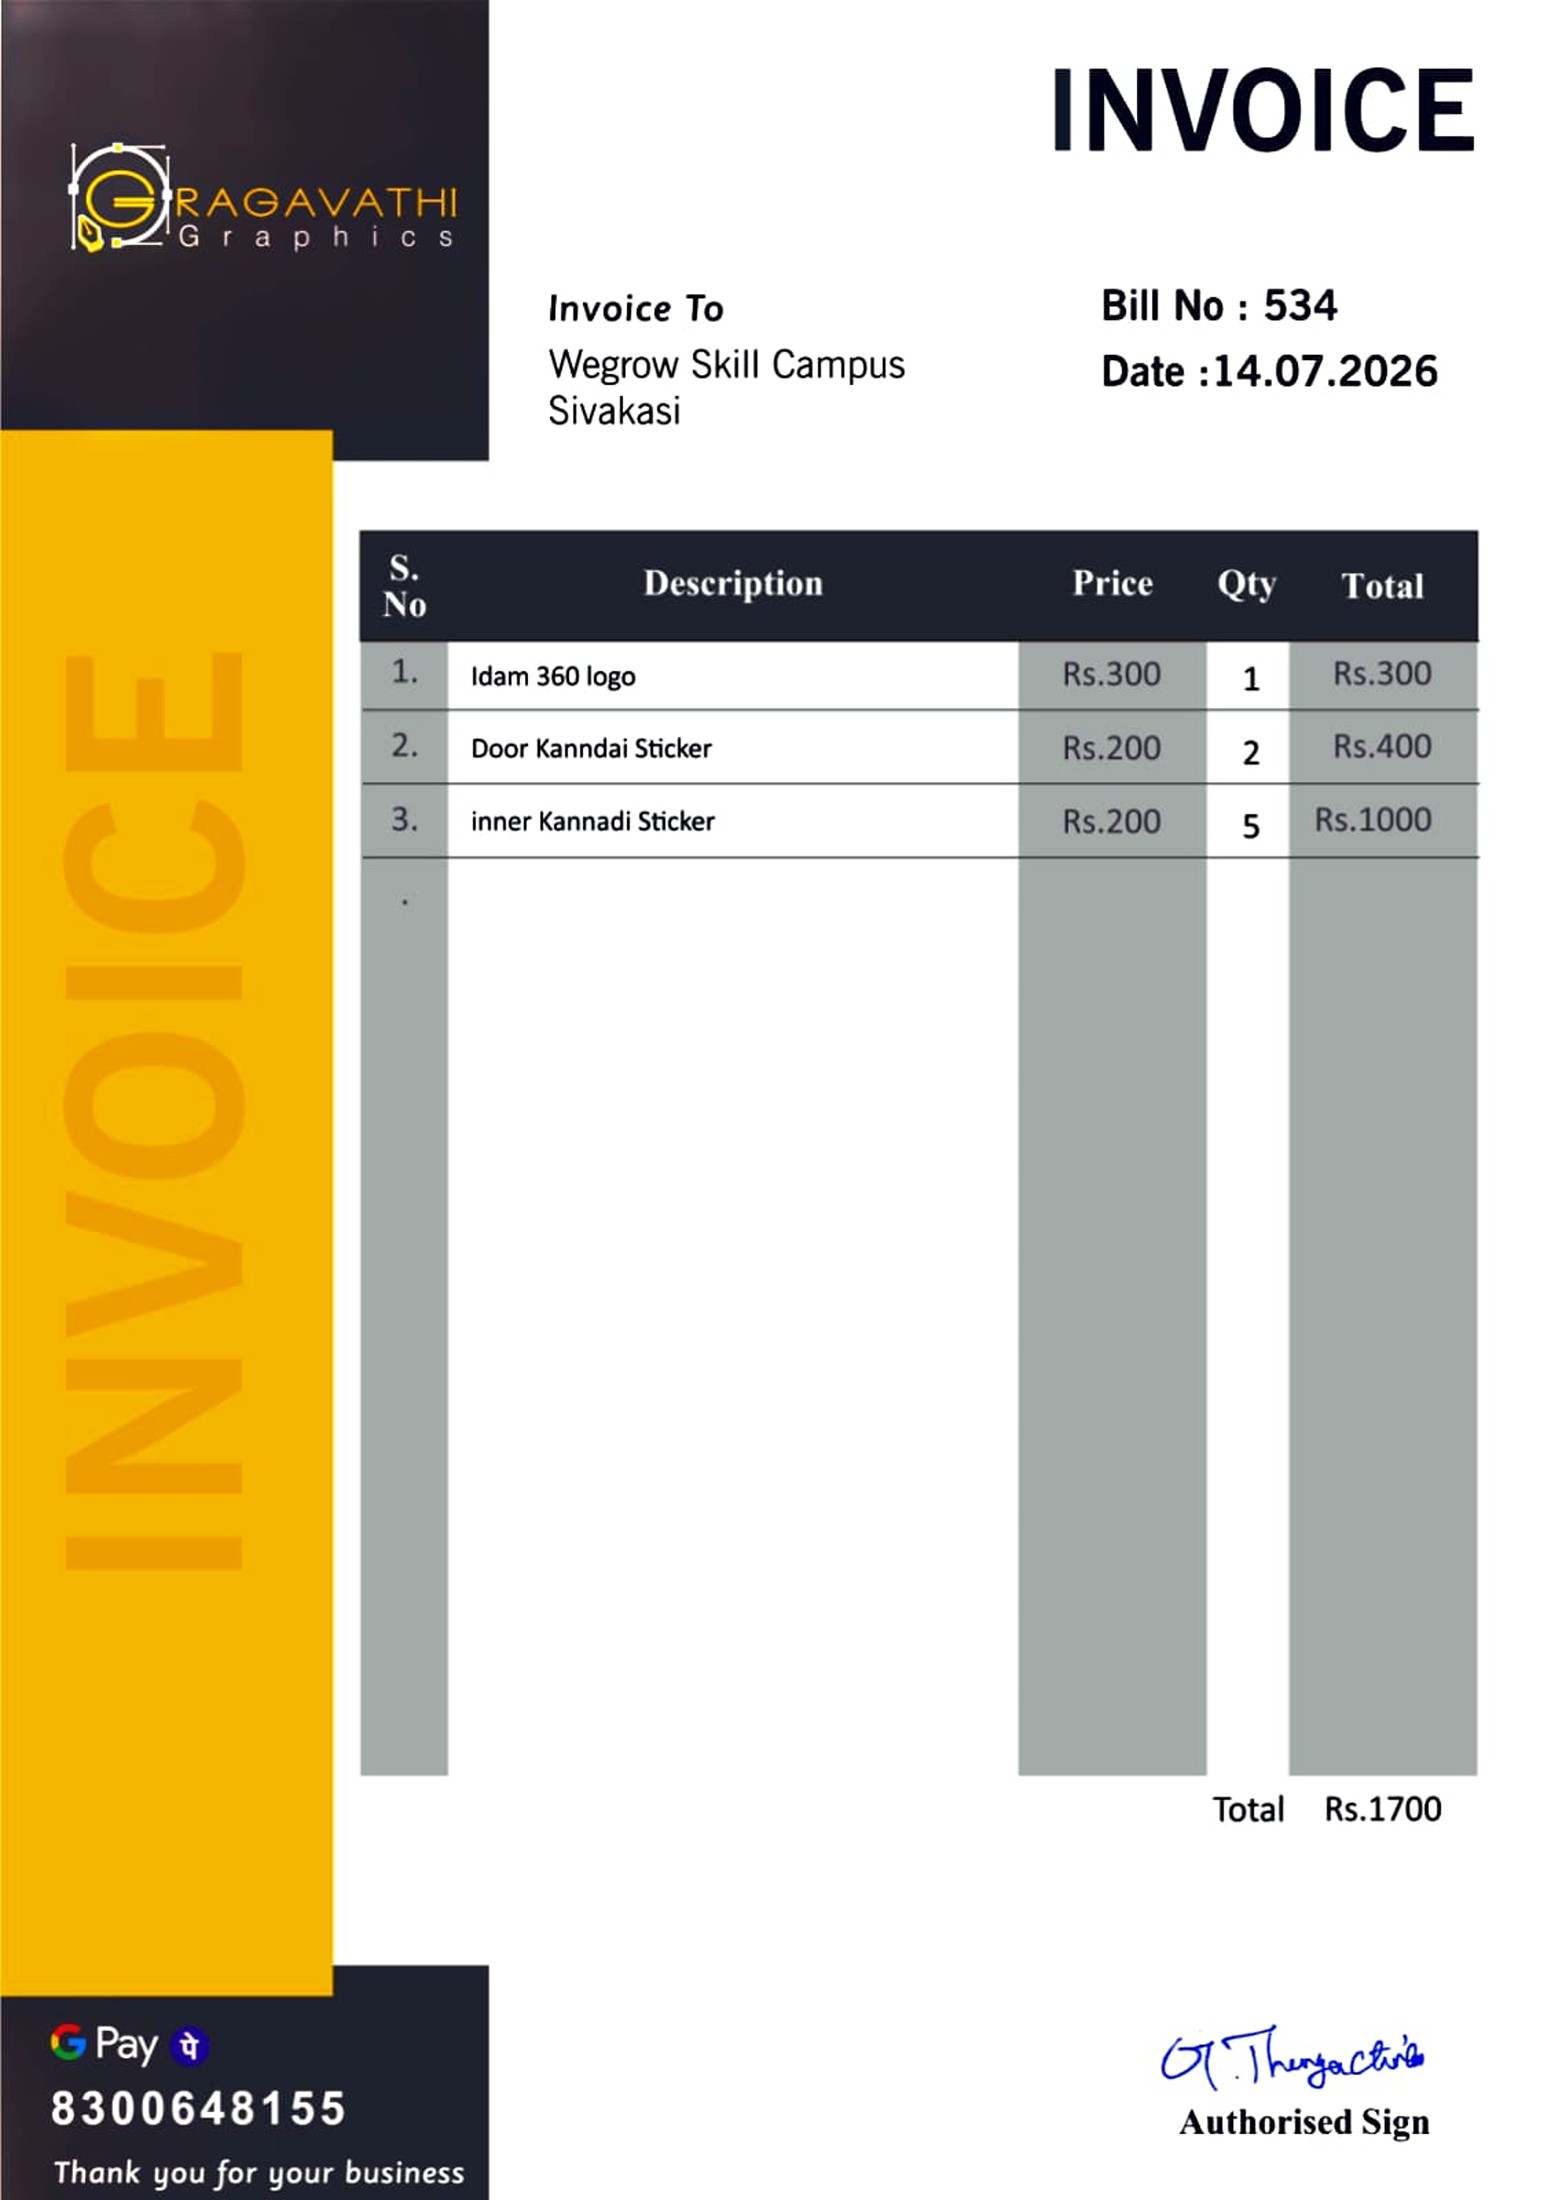 RAGAVATHI
Graphics
INVOICE
Invoice To
Wegrow Skill Campus
Sivakasi
Bill No : 534
Date :14.07.2026
S. No Description Price Qty Total
1. Idam 360 logo Rs.300 1 Rs.300
2. Door Kanndai Sticker Rs.200 2 Rs.400
3. inner Kannadi Sticker Rs.200 5 Rs.1000
.
Total Rs.1700
INVOICE
G Pay पे
8300648155
Thank you for your business
Authorised Sign